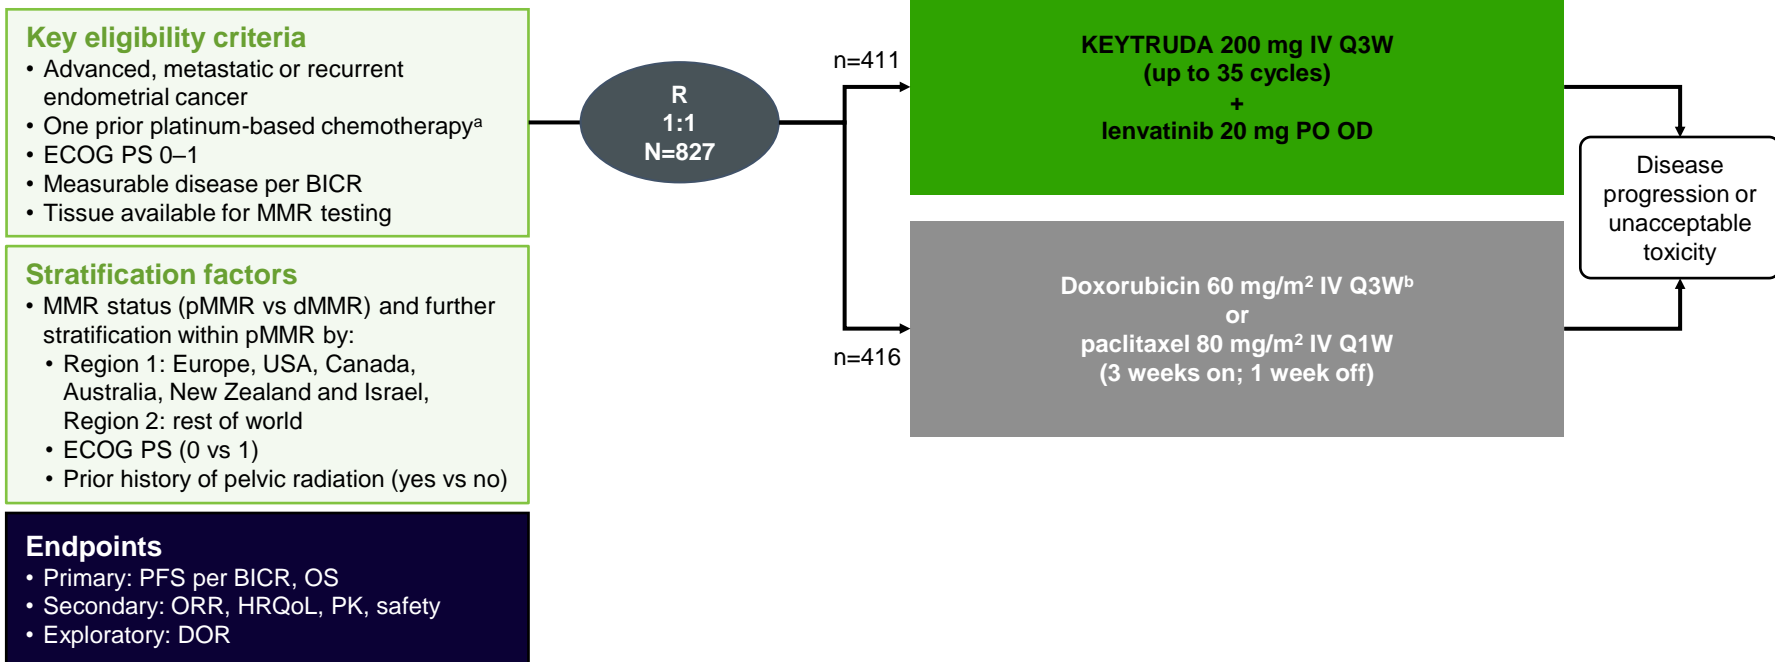 Key eligibility criteria
• Advanced, metastatic or recurrent
endometrial cancer
• One prior platinum-based chemotherapyᵃ
• ECOG PS 0–1
• Measurable disease per BICR
• Tissue available for MMR testing
Stratification factors
• MMR status (pMMR vs dMMR) and further
stratification within pMMR by:
• Region 1: Europe, USA, Canada,
Australia, New Zealand and Israel,
Region 2: rest of world
• ECOG PS (0 vs 1)
• Prior history of pelvic radiation (yes vs no)
Endpoints
• Primary: PFS per BICR, OS
• Secondary: ORR, HRQoL, PK, safety
• Exploratory: DOR
R
1:1
N=827
n=411
n=416
KEYTRUDA 200 mg IV Q3W
(up to 35 cycles)
+
lenvatinib 20 mg PO OD
Doxorubicin 60 mg/m² IV Q3Wᵇ
or
paclitaxel 80 mg/m² IV Q1W
(3 weeks on; 1 week off)
Disease
progression or
unacceptable
toxicity